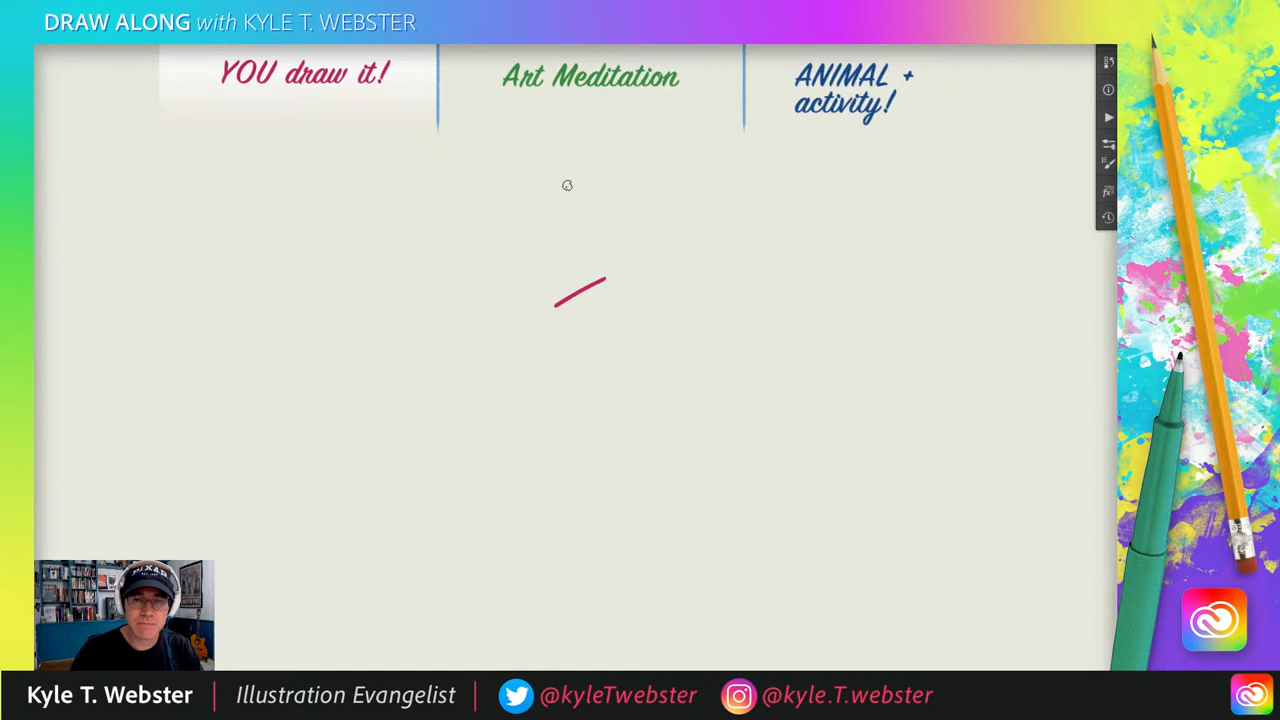 DRAW ALONG with KYLE T. WEBSTER
YOU draw it!
Art Meditation
ANIMAL +
activity!
PIXAR
Kyle T. Webster
Illustration Evangelist
@kyleTwebster
@kyle.T.webster